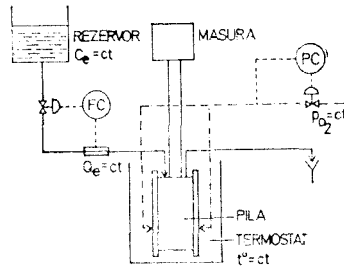 REZERVOR
Cₑ=ct
MASURA
PC
FC
pₒ₂=ct
Qₑ=ct
PILA
TERMOSTAT
t°=ct